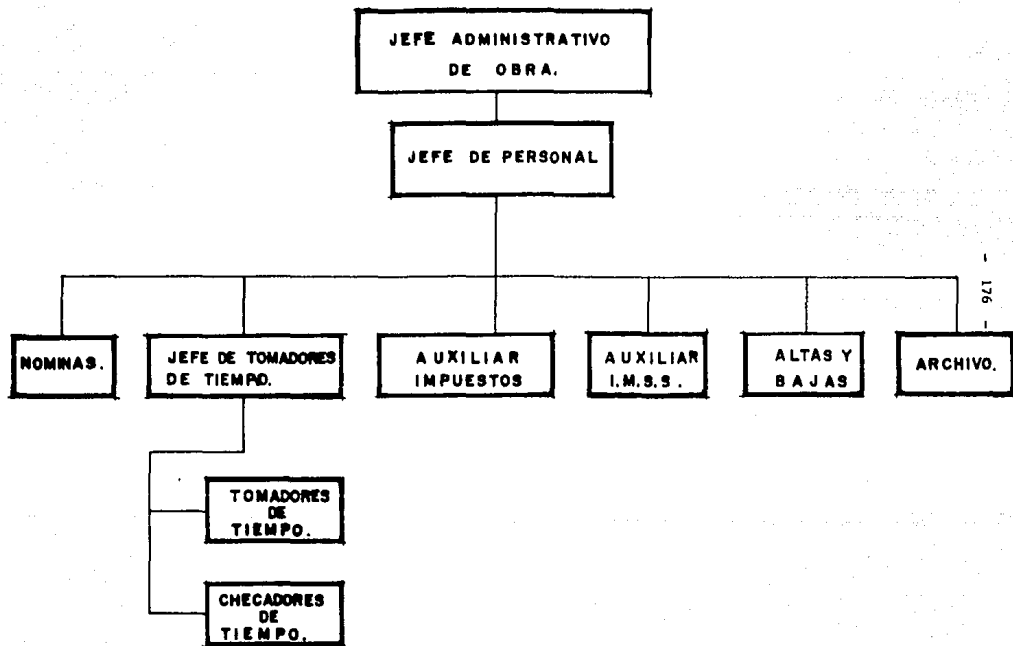 JEFE ADMINISTRATIVO
DE OBRA.
JEFE DE PERSONAL
- 176 -
NOMINAS.
JEFE DE TOMADORES
DE TIEMPO.
AUXILIAR
IMPUESTOS
AUXILIAR
I.M.S.S.
ALTAS Y
BAJAS
ARCHIVO.
TOMADORES
DE
TIEMPO.
CHECADORES
DE
TIEMPO.